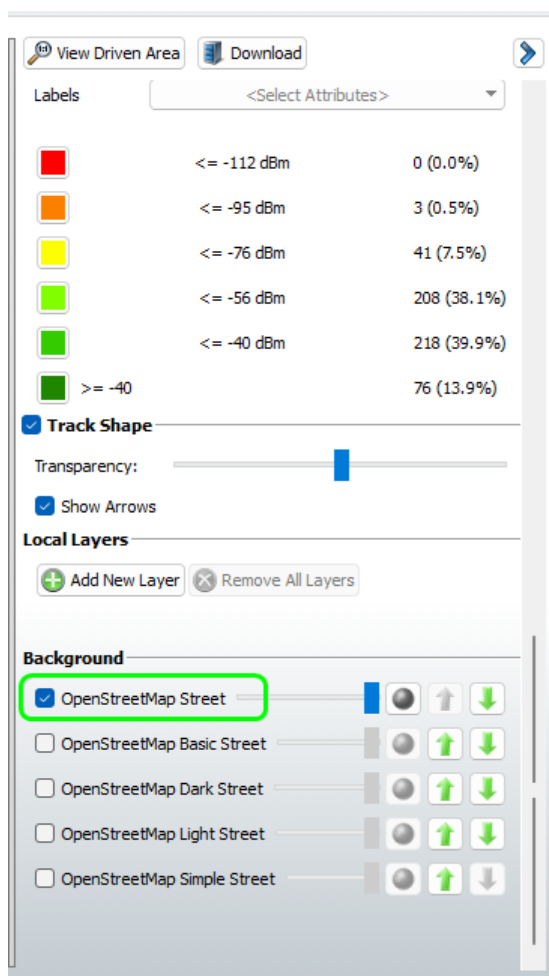 View Driven Area Download
Labels <Select Attributes>
<= -112 dBm 0 (0.0%)
<= -95 dBm 3 (0.5%)
<= -76 dBm 41 (7.5%)
<= -56 dBm 208 (38.1%)
<= -40 dBm 218 (39.9%)
>= -40 76 (13.9%)
Track Shape
Transparency:
Show Arrows
Local Layers
Add New Layer Remove All Layers
Background
OpenStreetMap Street
OpenStreetMap Basic Street
OpenStreetMap Dark Street
OpenStreetMap Light Street
OpenStreetMap Simple Street